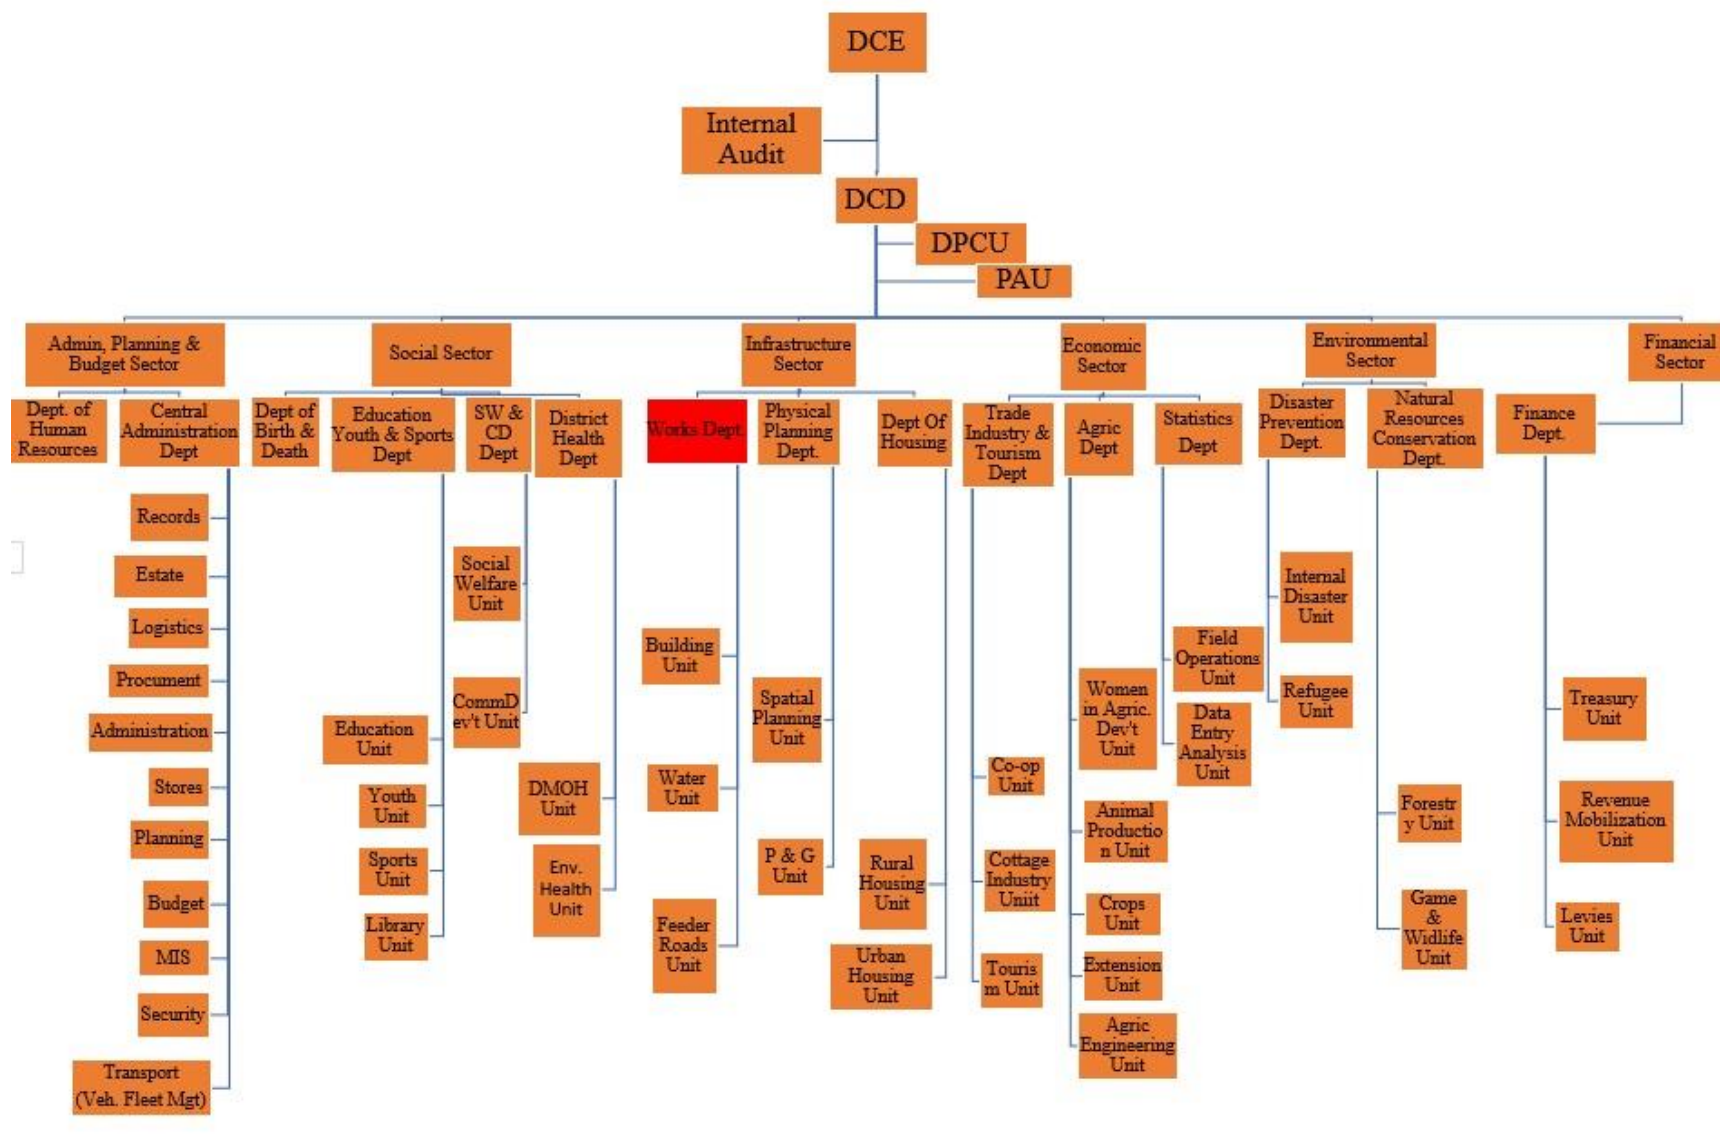 DCE
Internal
Audit
DCD
DPCU
PAU
Admin, Planning &
Budget Sector
Social Sector
Infrastructure
Sector
Economic
Sector
Environmental
Sector
Financial
Sector
Dept. of
Human
Resources
Central
Administration
Dept
Dept of
Birth &
Death
Education
Youth & Sports
Dept
SW &
CD
Dept
District
Health
Dept
Works Dept.
Physical
Planning
Dept.
Dept Of
Housing
Trade
Industry &
Tourism
Dept
Agric
Dept
Statistics
Dept
Disaster
Prevention
Dept.
Natural
Resources
Conservation
Dept.
Finance
Dept.
Records
Estate
Logistics
Procument
Administration
Stores
Planning
Budget
MIS
Security
Transport
(Veh. Fleet Mgt)
Education
Unit
Youth
Unit
Sports
Unit
Library
Unit
Social
Welfare
Unit
CommD
ev't Unit
DMOH
Unit
Env.
Health
Unit
Building
Unit
Water
Unit
Feeder
Roads
Unit
Spatial
Planning
Unit
P & G
Unit
Rural
Housing
Unit
Urban
Housing
Unit
Co-op
Unit
Cottage
Industry
Uniit
Touris
m Unit
Women
in Agric.
Dev't
Unit
Animal
Productio
n Unit
Crops
Unit
Extension
Unit
Agric
Engineering
Unit
Field
Operations
Unit
Data
Entry
Analysis
Unit
Internal
Disaster
Unit
Refugee
Unit
Forestr
y Unit
Game
&
Widlife
Unit
Treasury
Unit
Revenue
Mobilization
Unit
Levies
Unit